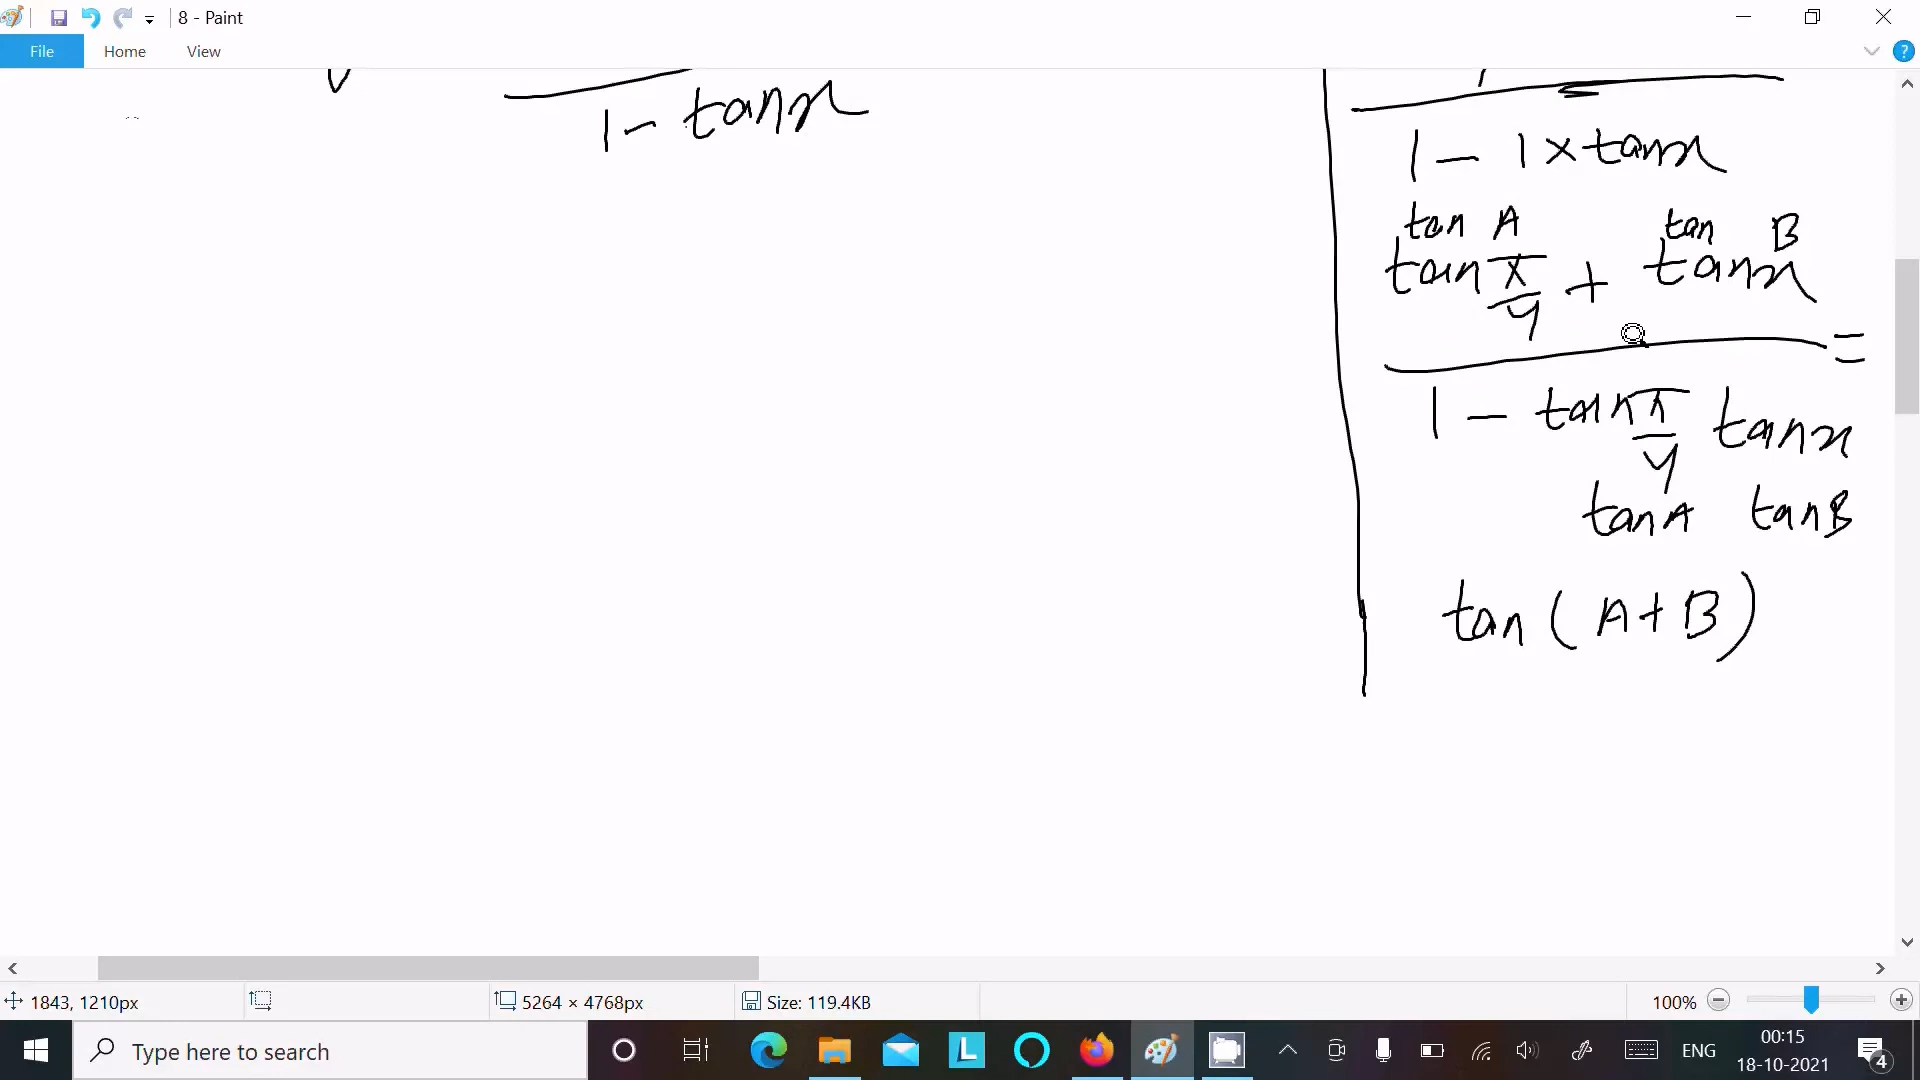 8 - Paint
File Home View
1 - tanx
1 - 1 × tanx
tan A tan B
tan π/4 + tanx
=
1 - tan π/4 tanx
tanA tanB
tan (A+B)
1843, 1210px 5264 × 4768px Size: 119.4KB 100%
Type here to search
L
ENG
00:15
18-10-2021
4